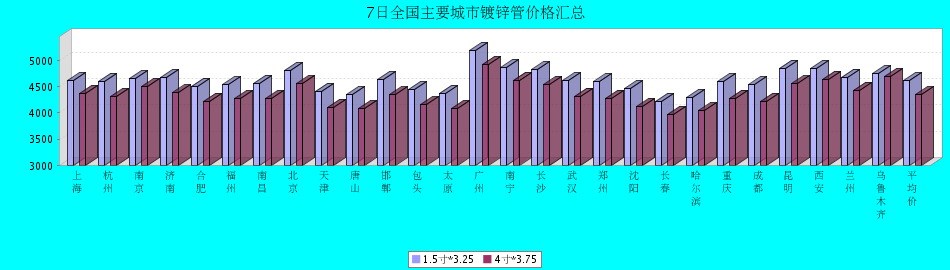 7日全国主要城市镀锌管价格汇总
5000
4500
4000
3500
3000
上海
杭州
南京
济南
合肥
福州
南昌
北京
天津
唐山
邯郸
包头
太原
广州
南宁
长沙
武汉
郑州
沈阳
长春
哈尔滨
重庆
成都
昆明
西安
兰州
乌鲁木齐
平均价
1.5寸*3.25
4寸*3.75